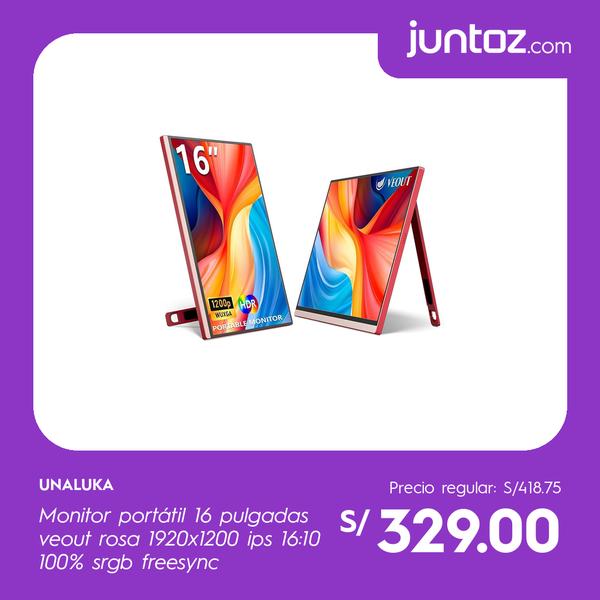 juntoz.com
16"
VEOUT
1200p
WUXGA
HDR
PORTABLE MONITOR
UNALUKA
Monitor portátil 16 pulgadas
veout rosa 1920x1200 ips 16:10
100% srgb freesync
Precio regular: S/418.75
S/ 329.00